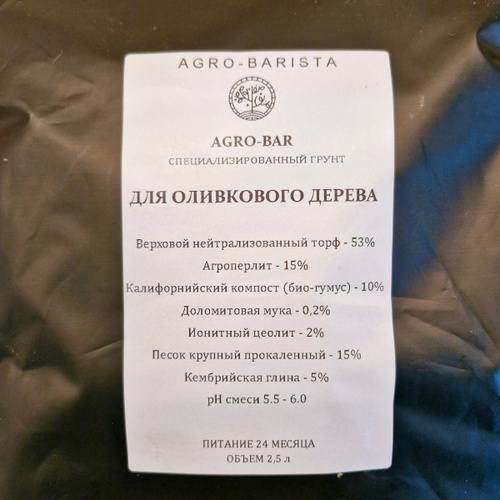 AGRO-BARISTA
AGRO-BAR
СПЕЦИАЛИЗИРОВАННЫЙ ГРУНТ
ДЛЯ ОЛИВКОВОГО ДЕРЕВА
Верховой нейтрализованный торф - 53%
Агроперлит - 15%
Калифорнийский компост (био-гумус) - 10%
Доломитовая мука - 0,2%
Ионитный цеолит - 2%
Песок крупный прокаленный - 15%
Кембрийская глина - 5%
pH смеси 5.5 - 6.0
ПИТАНИЕ 24 МЕСЯЦА
ОБЪЕМ 2,5 л